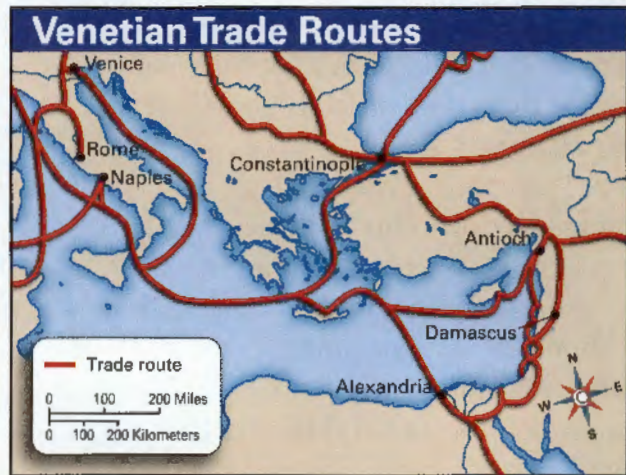 Venetian Trade Routes
Venice
Rome
Naples
Constantinople
Antioch
Damascus
Alexandria
Trade route
0 100 200 Miles
0 100 200 Kilometers
N
W E
S